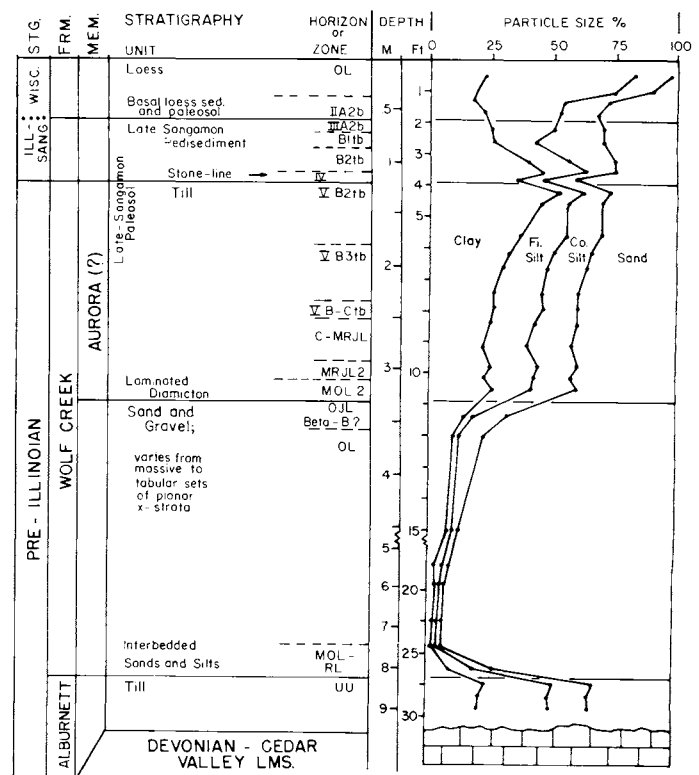 STG.
FRM.
MEM.
STRATIGRAPHY
UNIT
HORIZON
or
ZONE
DEPTH
M Ft
PARTICLE SIZE %
0 25 50 75 100
WISC.
ILL-
SANG
PRE - ILLINOIAN
WOLF CREEK
ALBURNETT
AURORA (?)
Late-Sangamon
Paleosol
Loess OL
Basal loess sed.
and paleosol IIA2b
Late Sangamon IIIA2b
Pedisediment B1tb
B2tb
Stone-line → IV
Till V B2tb
V B3tb
V B-Ctb
C-MRJL
MRJL2
Laminated
Diamicton MOL 2
Sand and OJL
Gravel; Beta-B?
OL
varies from
massive to
tabular sets
of planar
x-strata
Interbedded
Sands and Silts MOL-
RL
Till UU
DEVONIAN - CEDAR
VALLEY LMS.
.5
1
2
3
4
5
6
7
8
9
1
2
3
4
5
10
15
20
25
30
Clay
Fi.
Silt
Co.
Silt
Sand